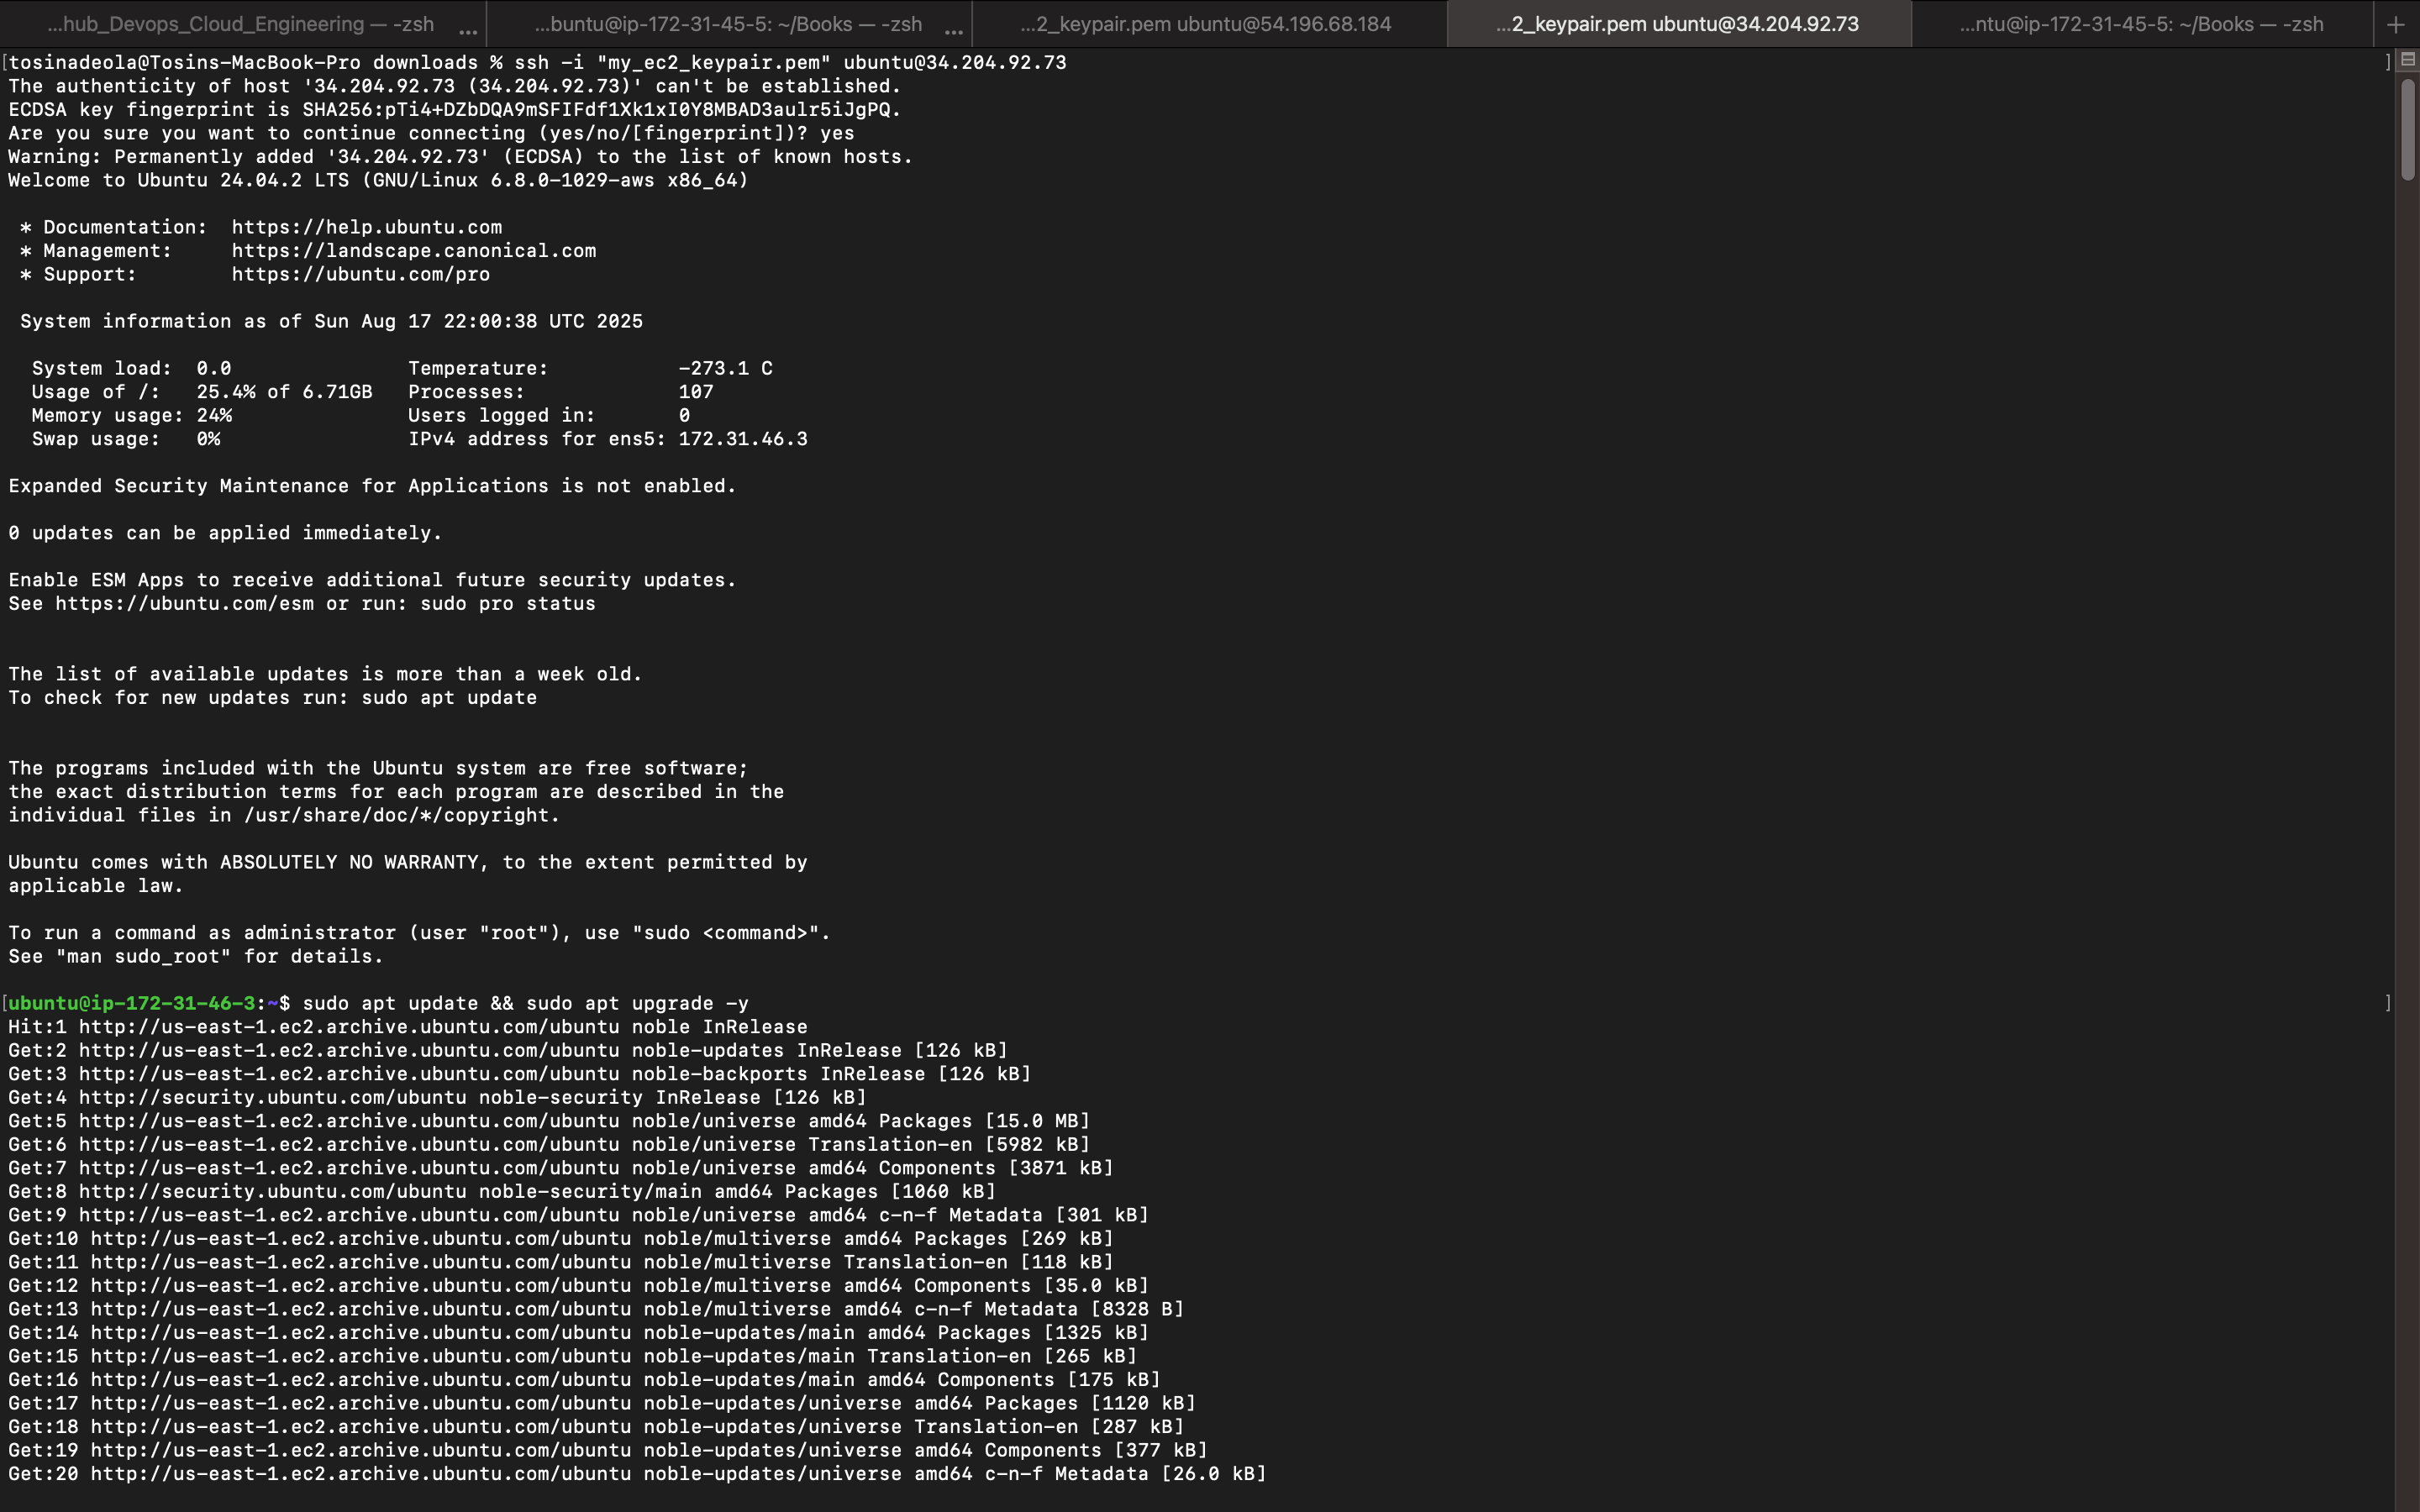 ...hub_Devops_Cloud_Engineering — -zsh ...
...buntu@ip-172-31-45-5: ~/Books — -zsh ...
...2_keypair.pem ubuntu@54.196.68.184
...2_keypair.pem ubuntu@34.204.92.73
...ntu@ip-172-31-45-5: ~/Books — -zsh
+
[tosinadeola@Tosins-MacBook-Pro downloads % ssh -i "my_ec2_keypair.pem" ubuntu@34.204.92.73 ]
The authenticity of host '34.204.92.73 (34.204.92.73)' can't be established.
ECDSA key fingerprint is SHA256:pTi4+DZbDQA9mSFIFdf1Xk1xI0Y8MBAD3aulr5iJgPQ.
Are you sure you want to continue connecting (yes/no/[fingerprint])? yes
Warning: Permanently added '34.204.92.73' (ECDSA) to the list of known hosts.
Welcome to Ubuntu 24.04.2 LTS (GNU/Linux 6.8.0-1029-aws x86_64)
* Documentation: https://help.ubuntu.com
* Management: https://landscape.canonical.com
* Support: https://ubuntu.com/pro
System information as of Sun Aug 17 22:00:38 UTC 2025
System load: 0.0 Temperature: -273.1 C
Usage of /: 25.4% of 6.71GB Processes: 107
Memory usage: 24% Users logged in: 0
Swap usage: 0% IPv4 address for ens5: 172.31.46.3
Expanded Security Maintenance for Applications is not enabled.
0 updates can be applied immediately.
Enable ESM Apps to receive additional future security updates.
See https://ubuntu.com/esm or run: sudo pro status
The list of available updates is more than a week old.
To check for new updates run: sudo apt update
The programs included with the Ubuntu system are free software;
the exact distribution terms for each program are described in the
individual files in /usr/share/doc/*/copyright.
Ubuntu comes with ABSOLUTELY NO WARRANTY, to the extent permitted by
applicable law.
To run a command as administrator (user "root"), use "sudo <command>".
See "man sudo_root" for details.
[ubuntu@ip-172-31-46-3:~$ sudo apt update && sudo apt upgrade -y ]
Hit:1 http://us-east-1.ec2.archive.ubuntu.com/ubuntu noble InRelease
Get:2 http://us-east-1.ec2.archive.ubuntu.com/ubuntu noble-updates InRelease [126 kB]
Get:3 http://us-east-1.ec2.archive.ubuntu.com/ubuntu noble-backports InRelease [126 kB]
Get:4 http://security.ubuntu.com/ubuntu noble-security InRelease [126 kB]
Get:5 http://us-east-1.ec2.archive.ubuntu.com/ubuntu noble/universe amd64 Packages [15.0 MB]
Get:6 http://us-east-1.ec2.archive.ubuntu.com/ubuntu noble/universe Translation-en [5982 kB]
Get:7 http://us-east-1.ec2.archive.ubuntu.com/ubuntu noble/universe amd64 Components [3871 kB]
Get:8 http://security.ubuntu.com/ubuntu noble-security/main amd64 Packages [1060 kB]
Get:9 http://us-east-1.ec2.archive.ubuntu.com/ubuntu noble/universe amd64 c-n-f Metadata [301 kB]
Get:10 http://us-east-1.ec2.archive.ubuntu.com/ubuntu noble/multiverse amd64 Packages [269 kB]
Get:11 http://us-east-1.ec2.archive.ubuntu.com/ubuntu noble/multiverse Translation-en [118 kB]
Get:12 http://us-east-1.ec2.archive.ubuntu.com/ubuntu noble/multiverse amd64 Components [35.0 kB]
Get:13 http://us-east-1.ec2.archive.ubuntu.com/ubuntu noble/multiverse amd64 c-n-f Metadata [8328 B]
Get:14 http://us-east-1.ec2.archive.ubuntu.com/ubuntu noble-updates/main amd64 Packages [1325 kB]
Get:15 http://us-east-1.ec2.archive.ubuntu.com/ubuntu noble-updates/main Translation-en [265 kB]
Get:16 http://us-east-1.ec2.archive.ubuntu.com/ubuntu noble-updates/main amd64 Components [175 kB]
Get:17 http://us-east-1.ec2.archive.ubuntu.com/ubuntu noble-updates/universe amd64 Packages [1120 kB]
Get:18 http://us-east-1.ec2.archive.ubuntu.com/ubuntu noble-updates/universe Translation-en [287 kB]
Get:19 http://us-east-1.ec2.archive.ubuntu.com/ubuntu noble-updates/universe amd64 Components [377 kB]
Get:20 http://us-east-1.ec2.archive.ubuntu.com/ubuntu noble-updates/universe amd64 c-n-f Metadata [26.0 kB]